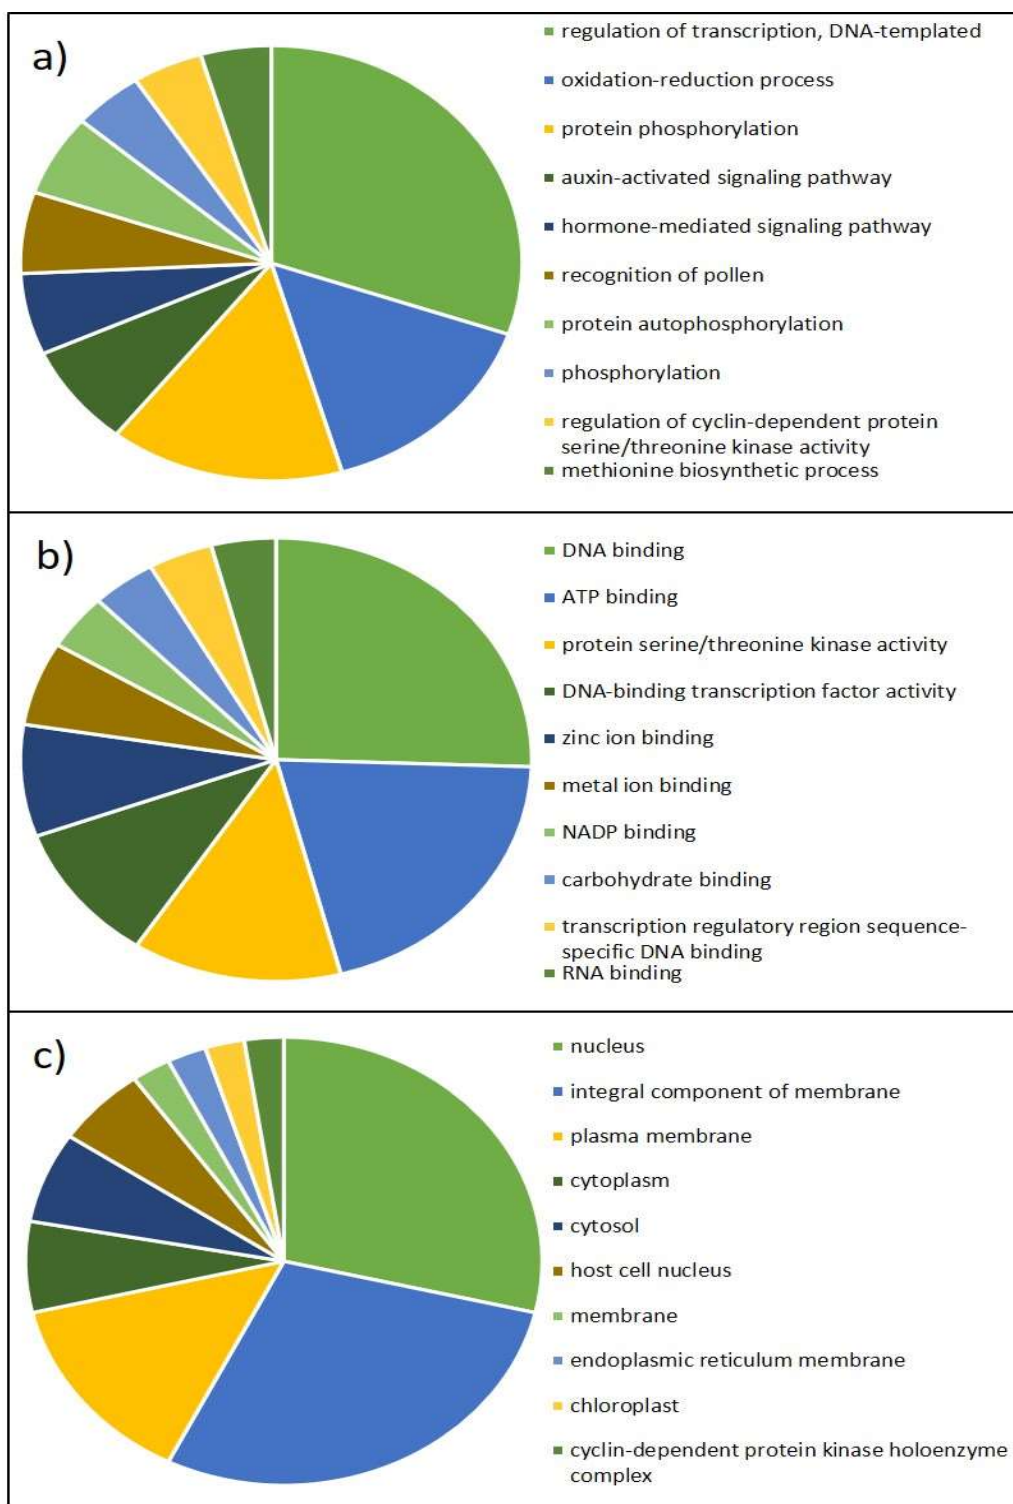 a)
regulation of transcription, DNA-templated
oxidation-reduction process
protein phosphorylation
auxin-activated signaling pathway
hormone-mediated signaling pathway
recognition of pollen
protein autophosphorylation
phosphorylation
regulation of cyclin-dependent protein
serine/threonine kinase activity
methionine biosynthetic process
b)
DNA binding
ATP binding
protein serine/threonine kinase activity
DNA-binding transcription factor activity
zinc ion binding
metal ion binding
NADP binding
carbohydrate binding
transcription regulatory region sequence-
specific DNA binding
RNA binding
c)
nucleus
integral component of membrane
plasma membrane
cytoplasm
cytosol
host cell nucleus
membrane
endoplasmic reticulum membrane
chloroplast
cyclin-dependent protein kinase holoenzyme
complex